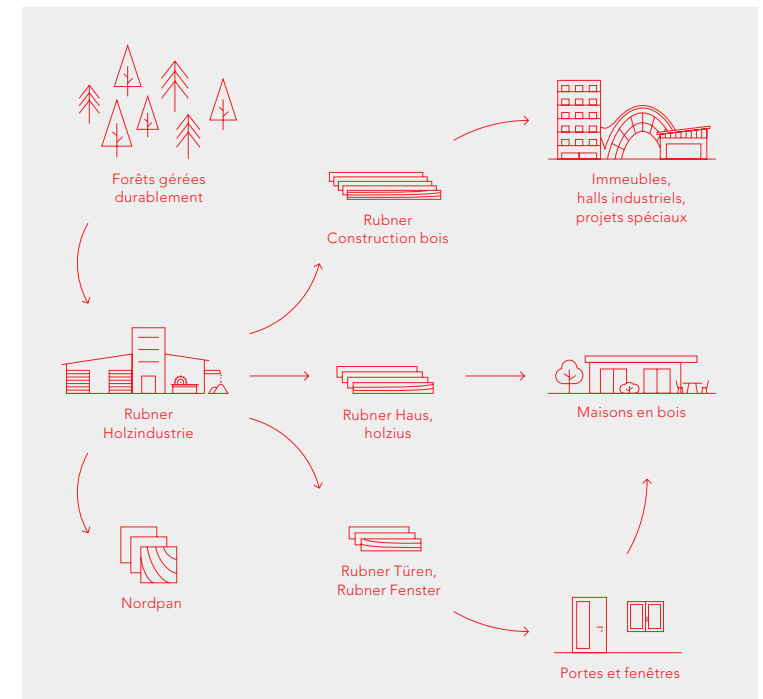 Forêts gérées
durablement
Rubner
Construction bois
Immeubles,
halls industriels,
projets spéciaux
Rubner
Holzindustrie
Rubner Haus,
holzius
Maisons en bois
Nordpan
Rubner Türen,
Rubner Fenster
Portes et fenêtres